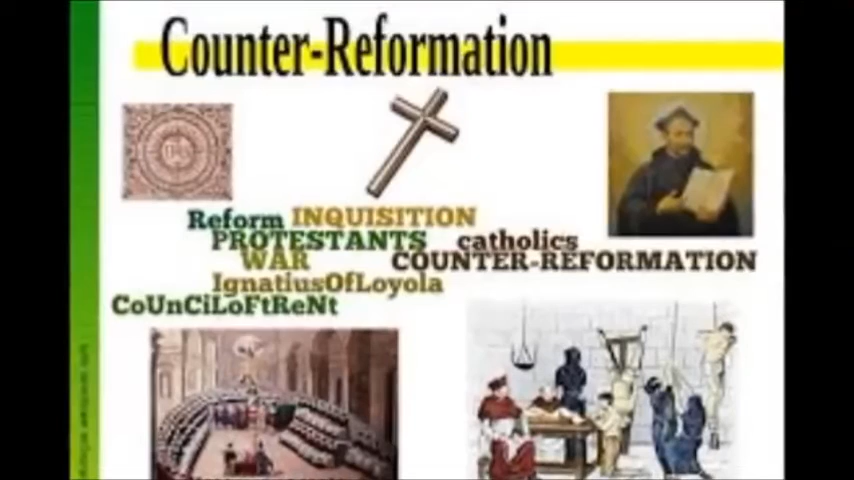 Counter-Reformation
Reform INQUISITION
PROTESTANTS catholics
WAR COUNTER-REFORMATION
IgnatiusOfLoyola
CoUnCiLoFtReNt